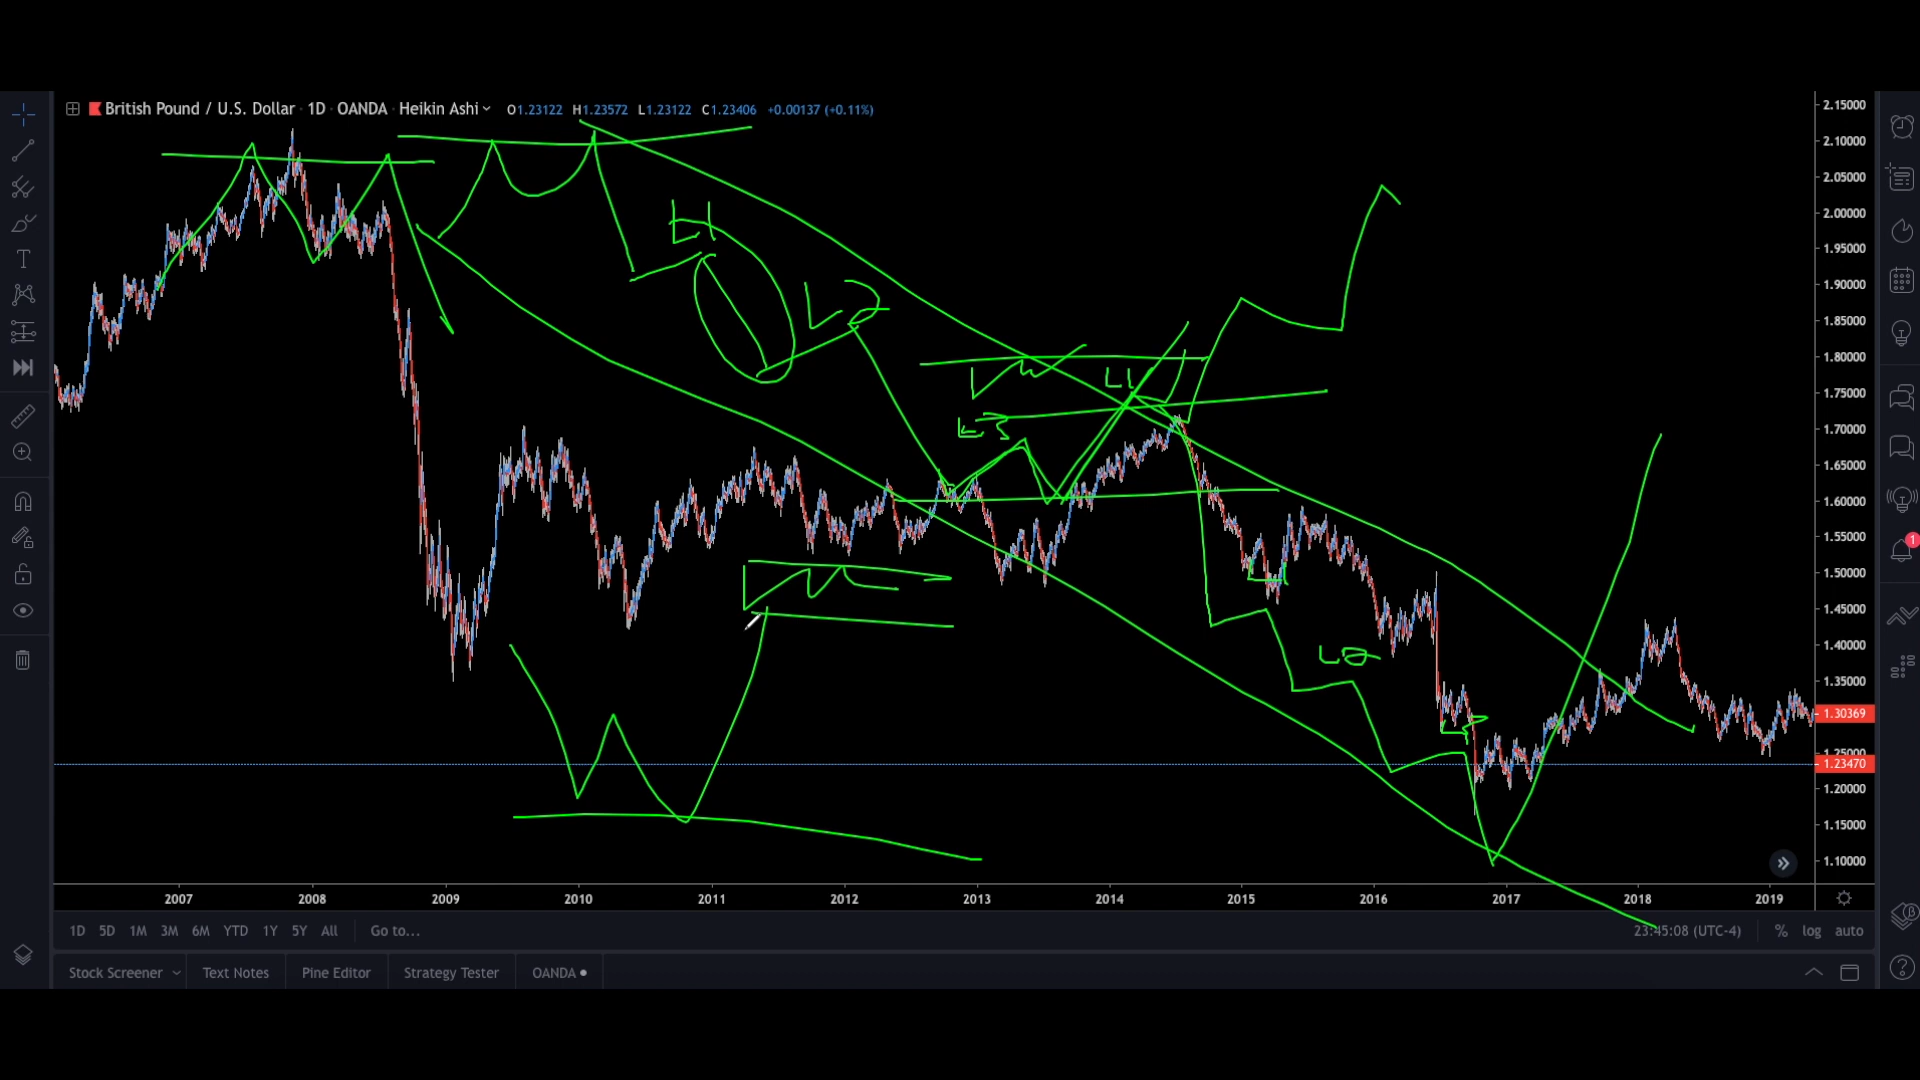 British Pound / U.S. Dollar · 1D · OANDA · Heikin Ashi O1.23122 H1.23572 L1.23122 C1.23406 +0.00137 (+0.11%)
2.15000
2.10000
2.05000
2.00000
1.95000
1.90000
1.85000
1.80000
1.75000
1.70000
1.65000
1.60000
1.55000
1.50000
1.45000
1.40000
1.35000
1.30369
1.25000
1.23470
1.20000
1.15000
1.10000
L1
L2
L3
L1
L2
1
2007 2008 2009 2010 2011 2012 2013 2014 2015 2016 2017 2018 2019
1D 5D 1M 3M 6M YTD 1Y 5Y All Go to... 23:45:08 (UTC-4) % log auto
Stock Screener Text Notes Pine Editor Strategy Tester OANDA